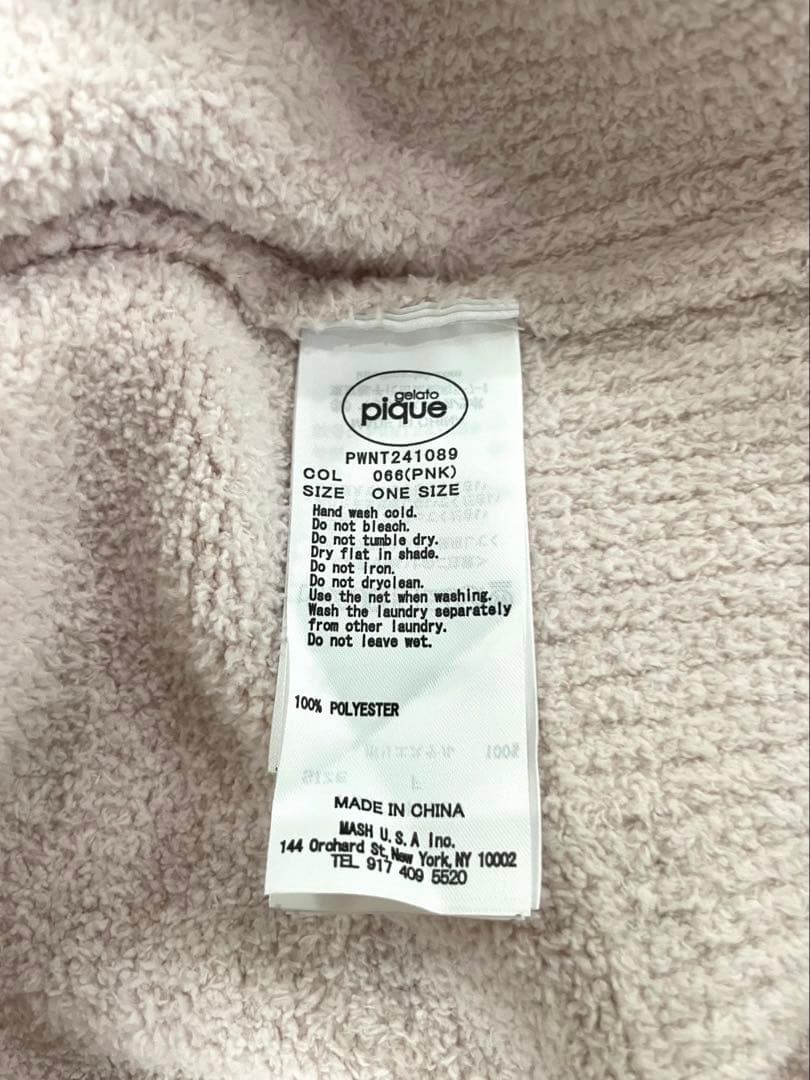 gelato
pique
PWNT241089
COL 066(PNK)
SIZE ONE SIZE
Hand wash cold.
Do not bleach.
Do not tumble dry.
Dry flat in shade.
Do not iron.
Do not dryclean.
Use the net when washing.
Wash the laundry separately
from other laundry.
Do not leave wet.
100% POLYESTER
MADE IN CHINA
MASH U.S.A Inc.
144 Orchard St, New York, NY 10002
TEL 917 409 5520